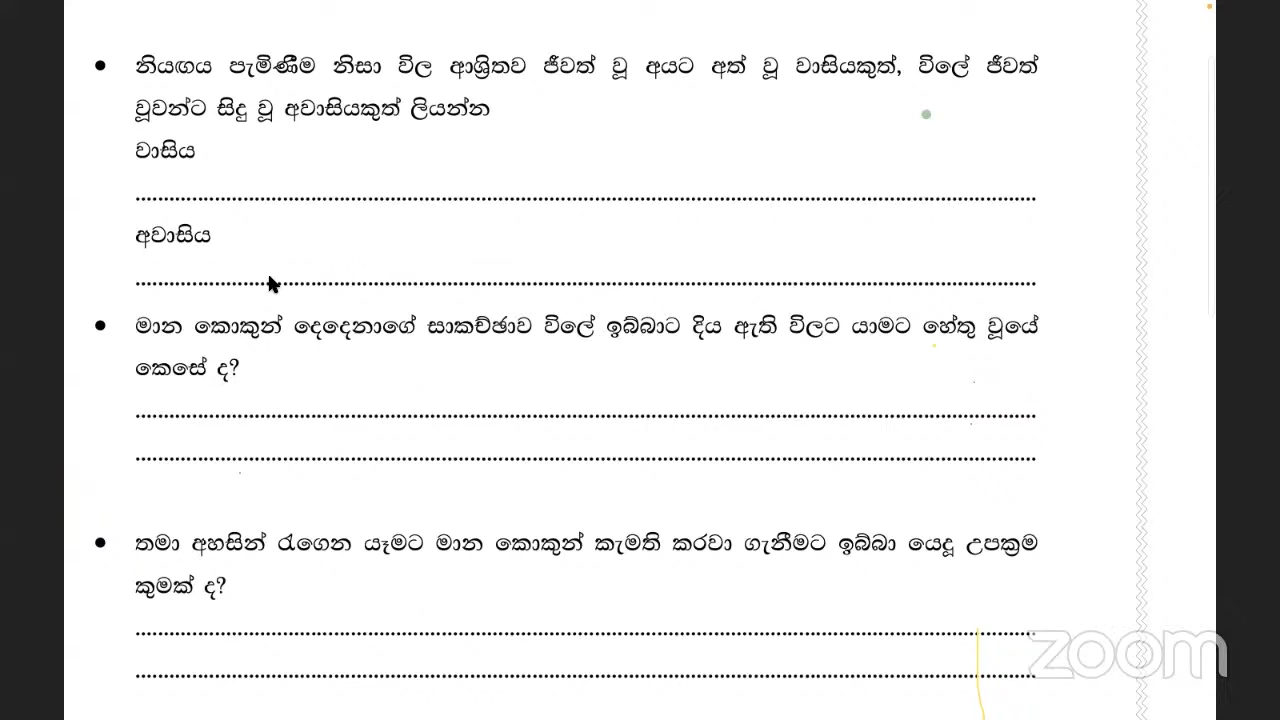 • නියඟය පැමිණීම නිසා විල ආශ්‍රිතව ජීවත් වූ අයට අත් වූ වාසියකුත්, විලේ ජීවත්
වූවන්ට සිදු වූ අවාසියකුත් ලියන්න
වාසිය
අවාසිය
• මාන කොකුන් දෙදෙනාගේ සාකච්ඡාව විලේ ඉබ්බාට දිය ඇති විලට යාමට හේතු වූයේ
කෙසේ ද?
• තමා අහසින් රැගෙන යෑමට මාන කොකුන් කැමති කරවා ගැනීමට ඉබ්බා යෙදූ උපක්‍රම
කුමක් ද?
zoom